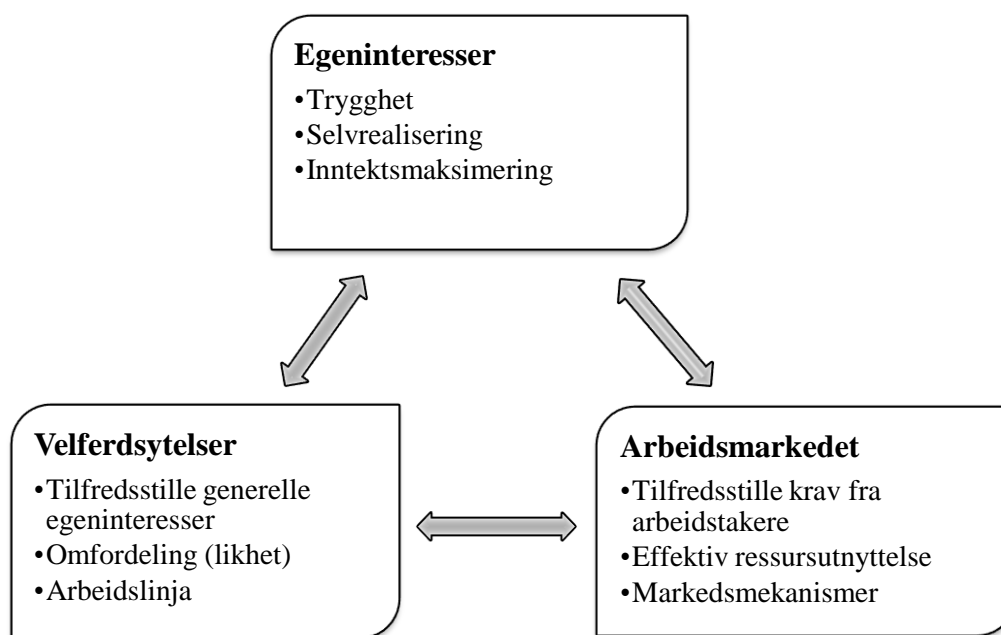 Egeninteresser
•Trygghet
•Selvrealisering
•Inntektsmaksimering
Velferdsytelser
•Tilfredsstille generelle
egeninteresser
•Omfordeling (likhet)
•Arbeidslinja
Arbeidsmarkedet
•Tilfredsstille krav fra
arbeidstakere
•Effektiv ressursutnyttelse
•Markedsmekanismer